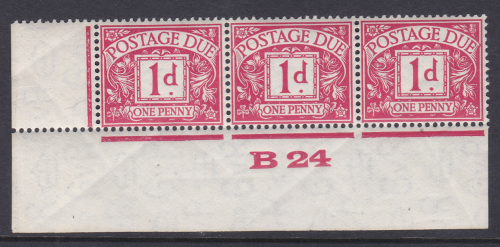 POSTAGE DUE POSTAGE DUE POSTAGE DUE
1d. 1d. 1d.
ONE PENNY ONE PENNY ONE PENNY
B 24